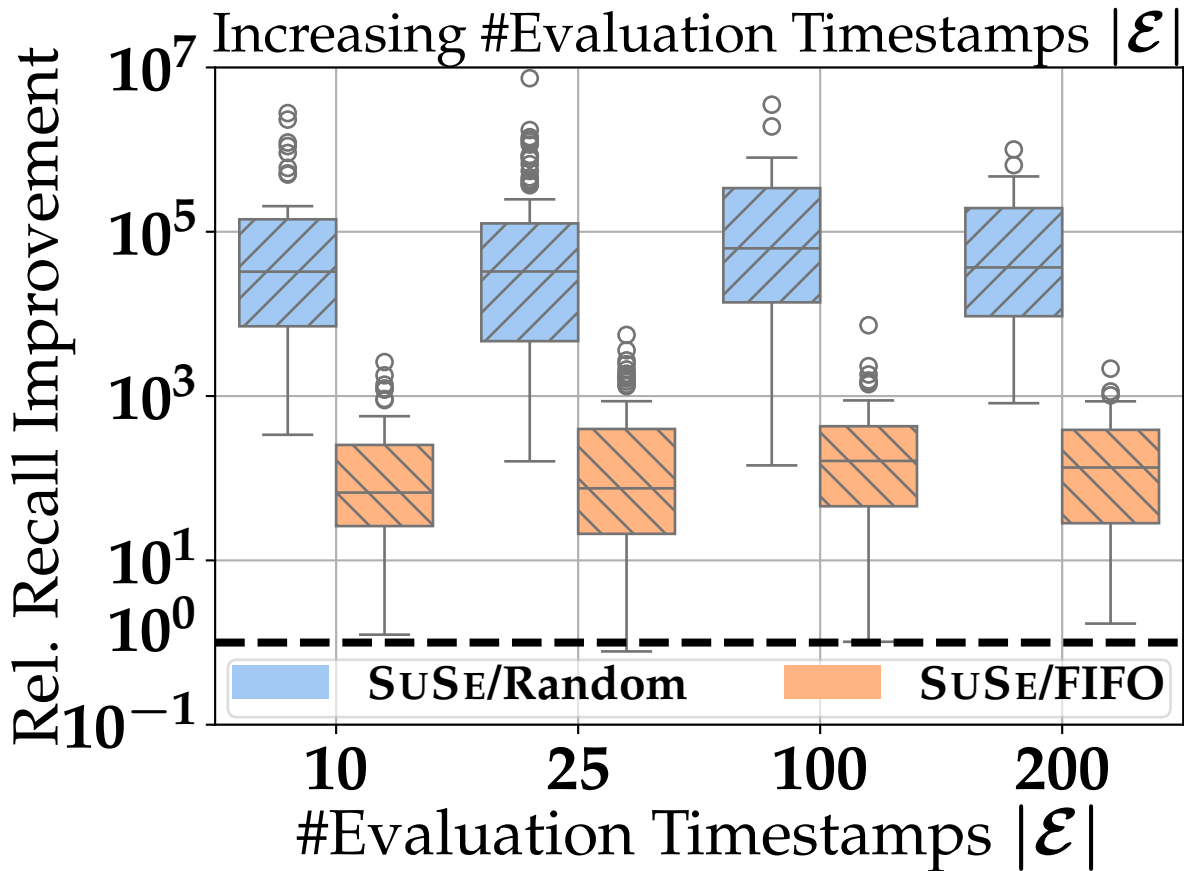 Increasing #Evaluation Timestamps |ℰ|
Rel. Recall Improvement
10⁷
10⁵
10³
10¹
10⁰
10⁻¹
SUSE/Random
SUSE/FIFO
10 25 100 200
#Evaluation Timestamps |ℰ|